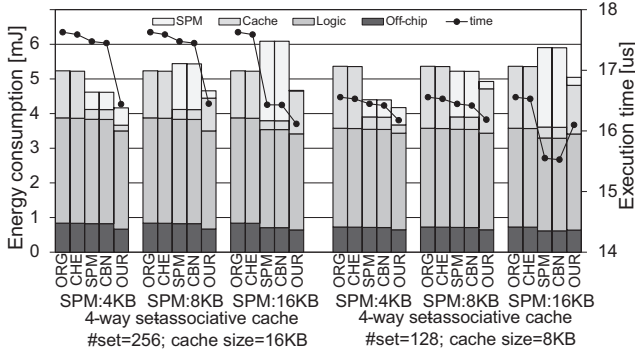 SPM Cache Logic Off-chip time
Energy consumption [mJ]
6
5
4
3
2
1
0
Execution time [us]
18
17
16
15
14
ORG CHE SPM CBN OUR ORG CHE SPM CBN OUR ORG CHE SPM CBN OUR ORG CHE SPM CBN OUR ORG CHE SPM CBN OUR ORG CHE SPM CBN OUR
SPM:4KB SPM:8KB SPM:16KB SPM:4KB SPM:8KB SPM:16KB
4-way setassociative cache 4-way setassociative cache
#set=256; cache size=16KB #set=128; cache size=8KB